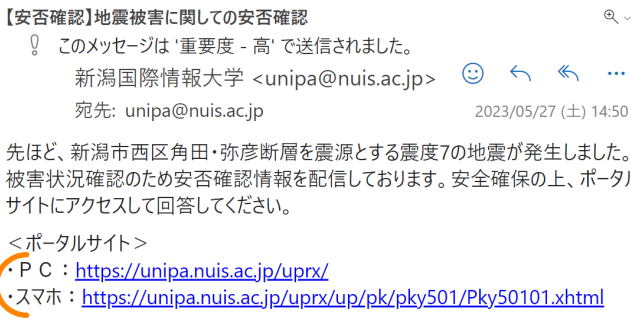 【安否確認】地震被害に関しての安否確認
このメッセージは '重要度 - 高' で送信されました。
新潟国際情報大学 <unipa@nuis.ac.jp>
宛先: unipa@nuis.ac.jp
2023/05/27 (土) 14:50
先ほど、新潟市西区角田・弥彦断層を震源とする震度7の地震が発生しました。
被害状況確認のため安否確認情報を配信しております。安全確保の上、ポータル
サイトにアクセスして回答してください。
＜ポータルサイト＞
・ＰＣ：https://unipa.nuis.ac.jp/uprx/
・スマホ：https://unipa.nuis.ac.jp/uprx/up/pk/pky501/Pky50101.xhtml